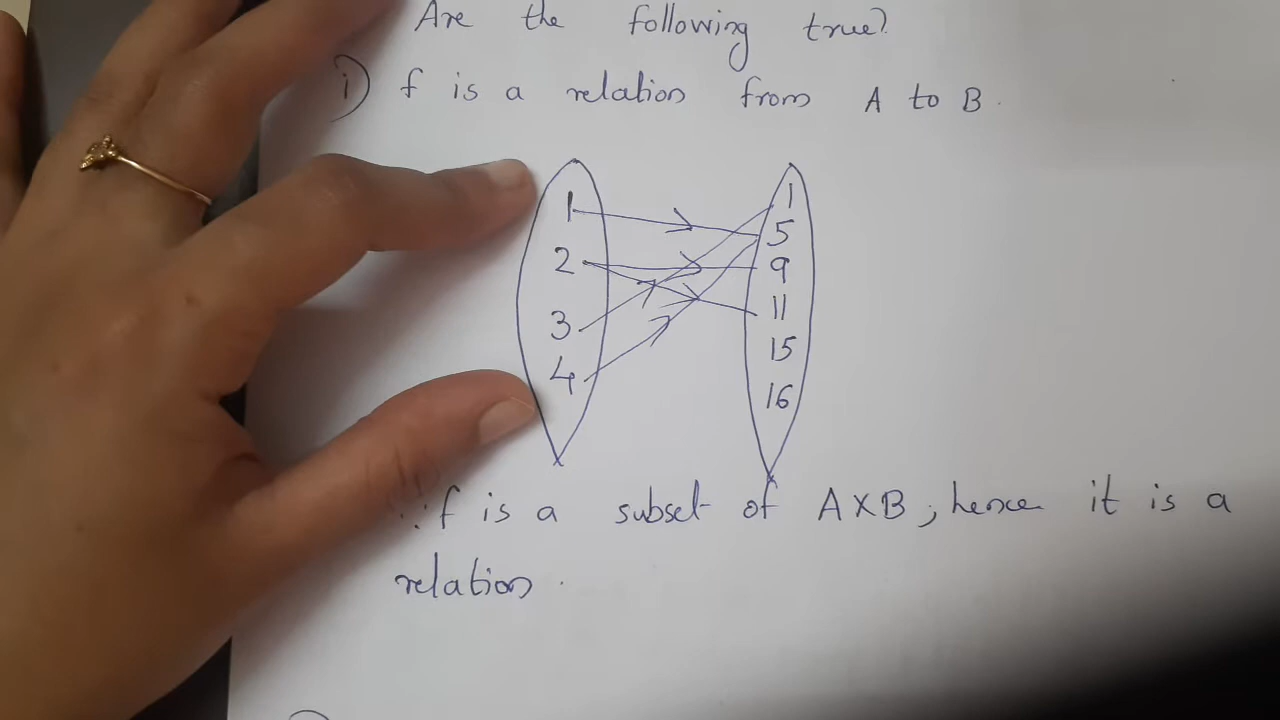 Are the following true?
i) f is a relation from A to B.
1 1
2 5
3 9
4 11
15
16
∵ f is a subset of A×B, hence it is a
relation.